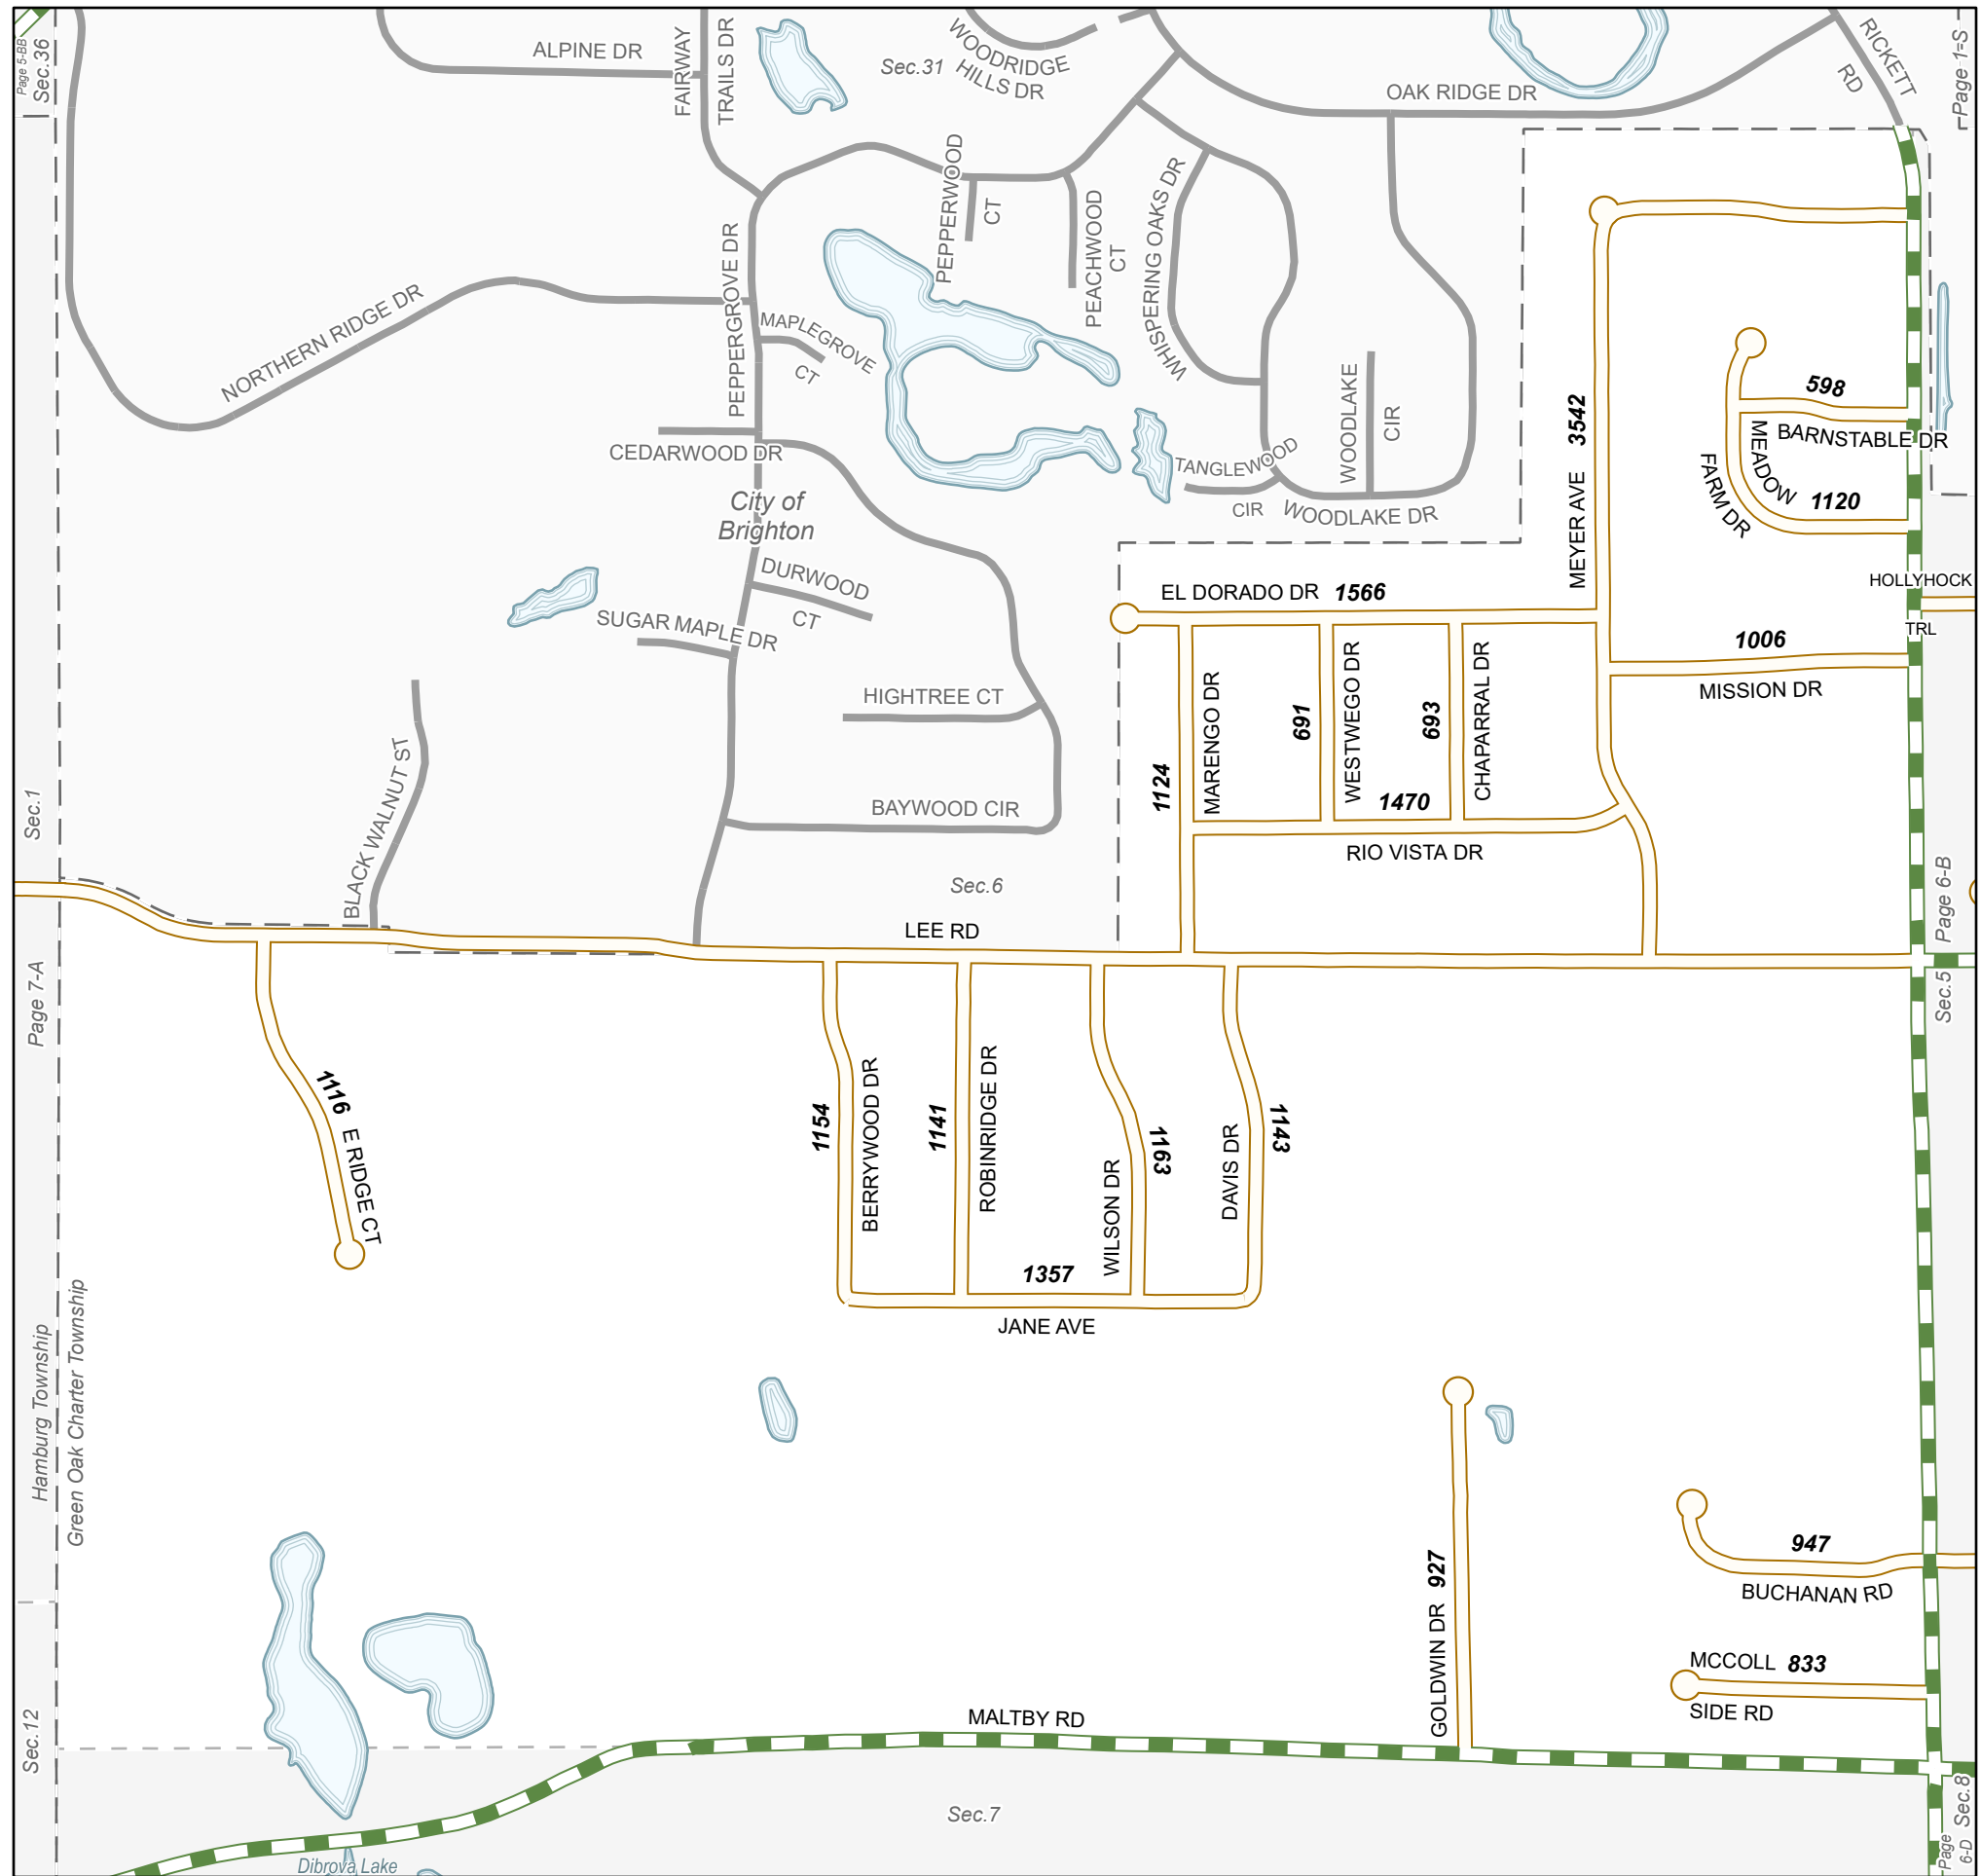 Page 5-BB
Sec.36
ALPINE DR
FAIRWAY
TRAILS DR
Sec.31
WOODRIDGE
HILLS DR
OAK RIDGE DR
RICKETT
RD
Page 1=S
PEPPERWOOD
CT
PEACHWOOD
CT
WHISPERING OAKS DR
NORTHERN RIDGE DR
PEPPERGROVE DR
MAPLEGROVE
CT
CEDARWOOD DR
City of
Brighton
WOODLAKE
CIR
TANGLEWOOD
CIR
WOODLAKE DR
MEYER AVE 3542
598
BARNSTABLE DR
MEADOW
FARM DR
1120
HOLLYHOCK
TRL
DURWOOD
CT
SUGAR MAPLE DR
EL DORADO DR 1566
1006
MISSION DR
HIGHTREE CT
BLACK WALNUT ST
BAYWOOD CIR
1124
MARENGO DR
691
WESTWEGO DR
693
CHAPARRAL DR
1470
RIO VISTA DR
Sec.1
Sec.6
LEE RD
Page 6-B
Sec.5
Page 7-A
1116 E RIDGE CT
1154
BERRYWOOD DR
1141
ROBINRIDGE DR
WILSON DR
1163
DAVIS DR
1143
1357
JANE AVE
Hamburg Township
Green Oak Charter Township
GOLDWIN DR 927
947
BUCHANAN RD
MCCOLL 833
SIDE RD
MALTBY RD
Sec.12
Sec.7
Sec.8
Page
6-D
Dibrova Lake